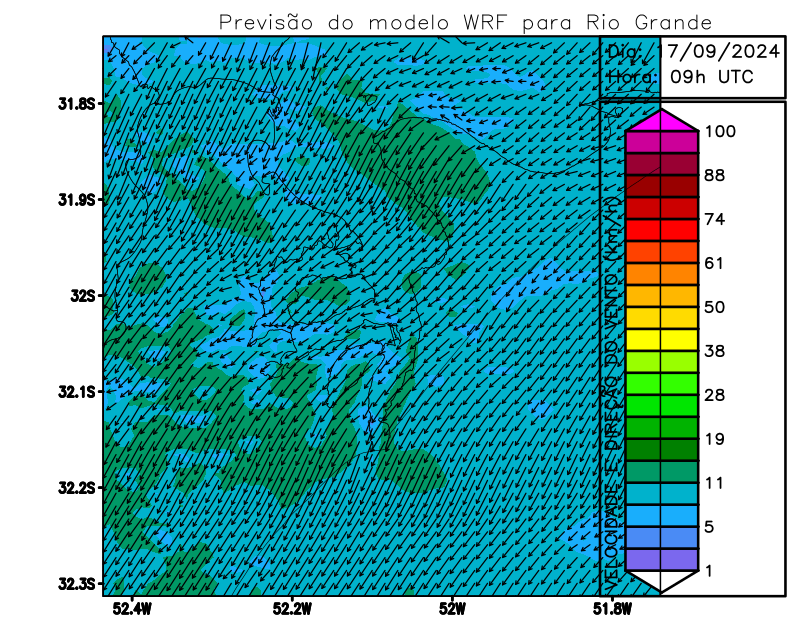 Previsão do modelo WRF para Rio Grande
Dia: 17/09/2024
Hora: 09h UTC
31.8S
31.9S
32S
32.1S
32.2S
32.3S
52.4W
52.2W
52W
51.8W
VELOCIDADE E DIREÇÃO DO VENTO (km/h)
100
88
74
61
50
38
28
19
11
5
1